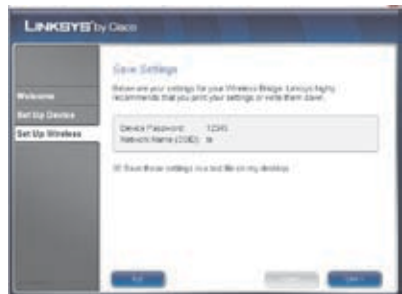 LINKSYS by Cisco
Save Settings
Below are your settings for your Wireless Bridge. Linksys highly
recommends that you print your settings or write them down.
Welcome
Set Up Device
Set Up Wireless
Device Password: 12345
Network Name (SSID):
Save these settings in a text file on my desktop